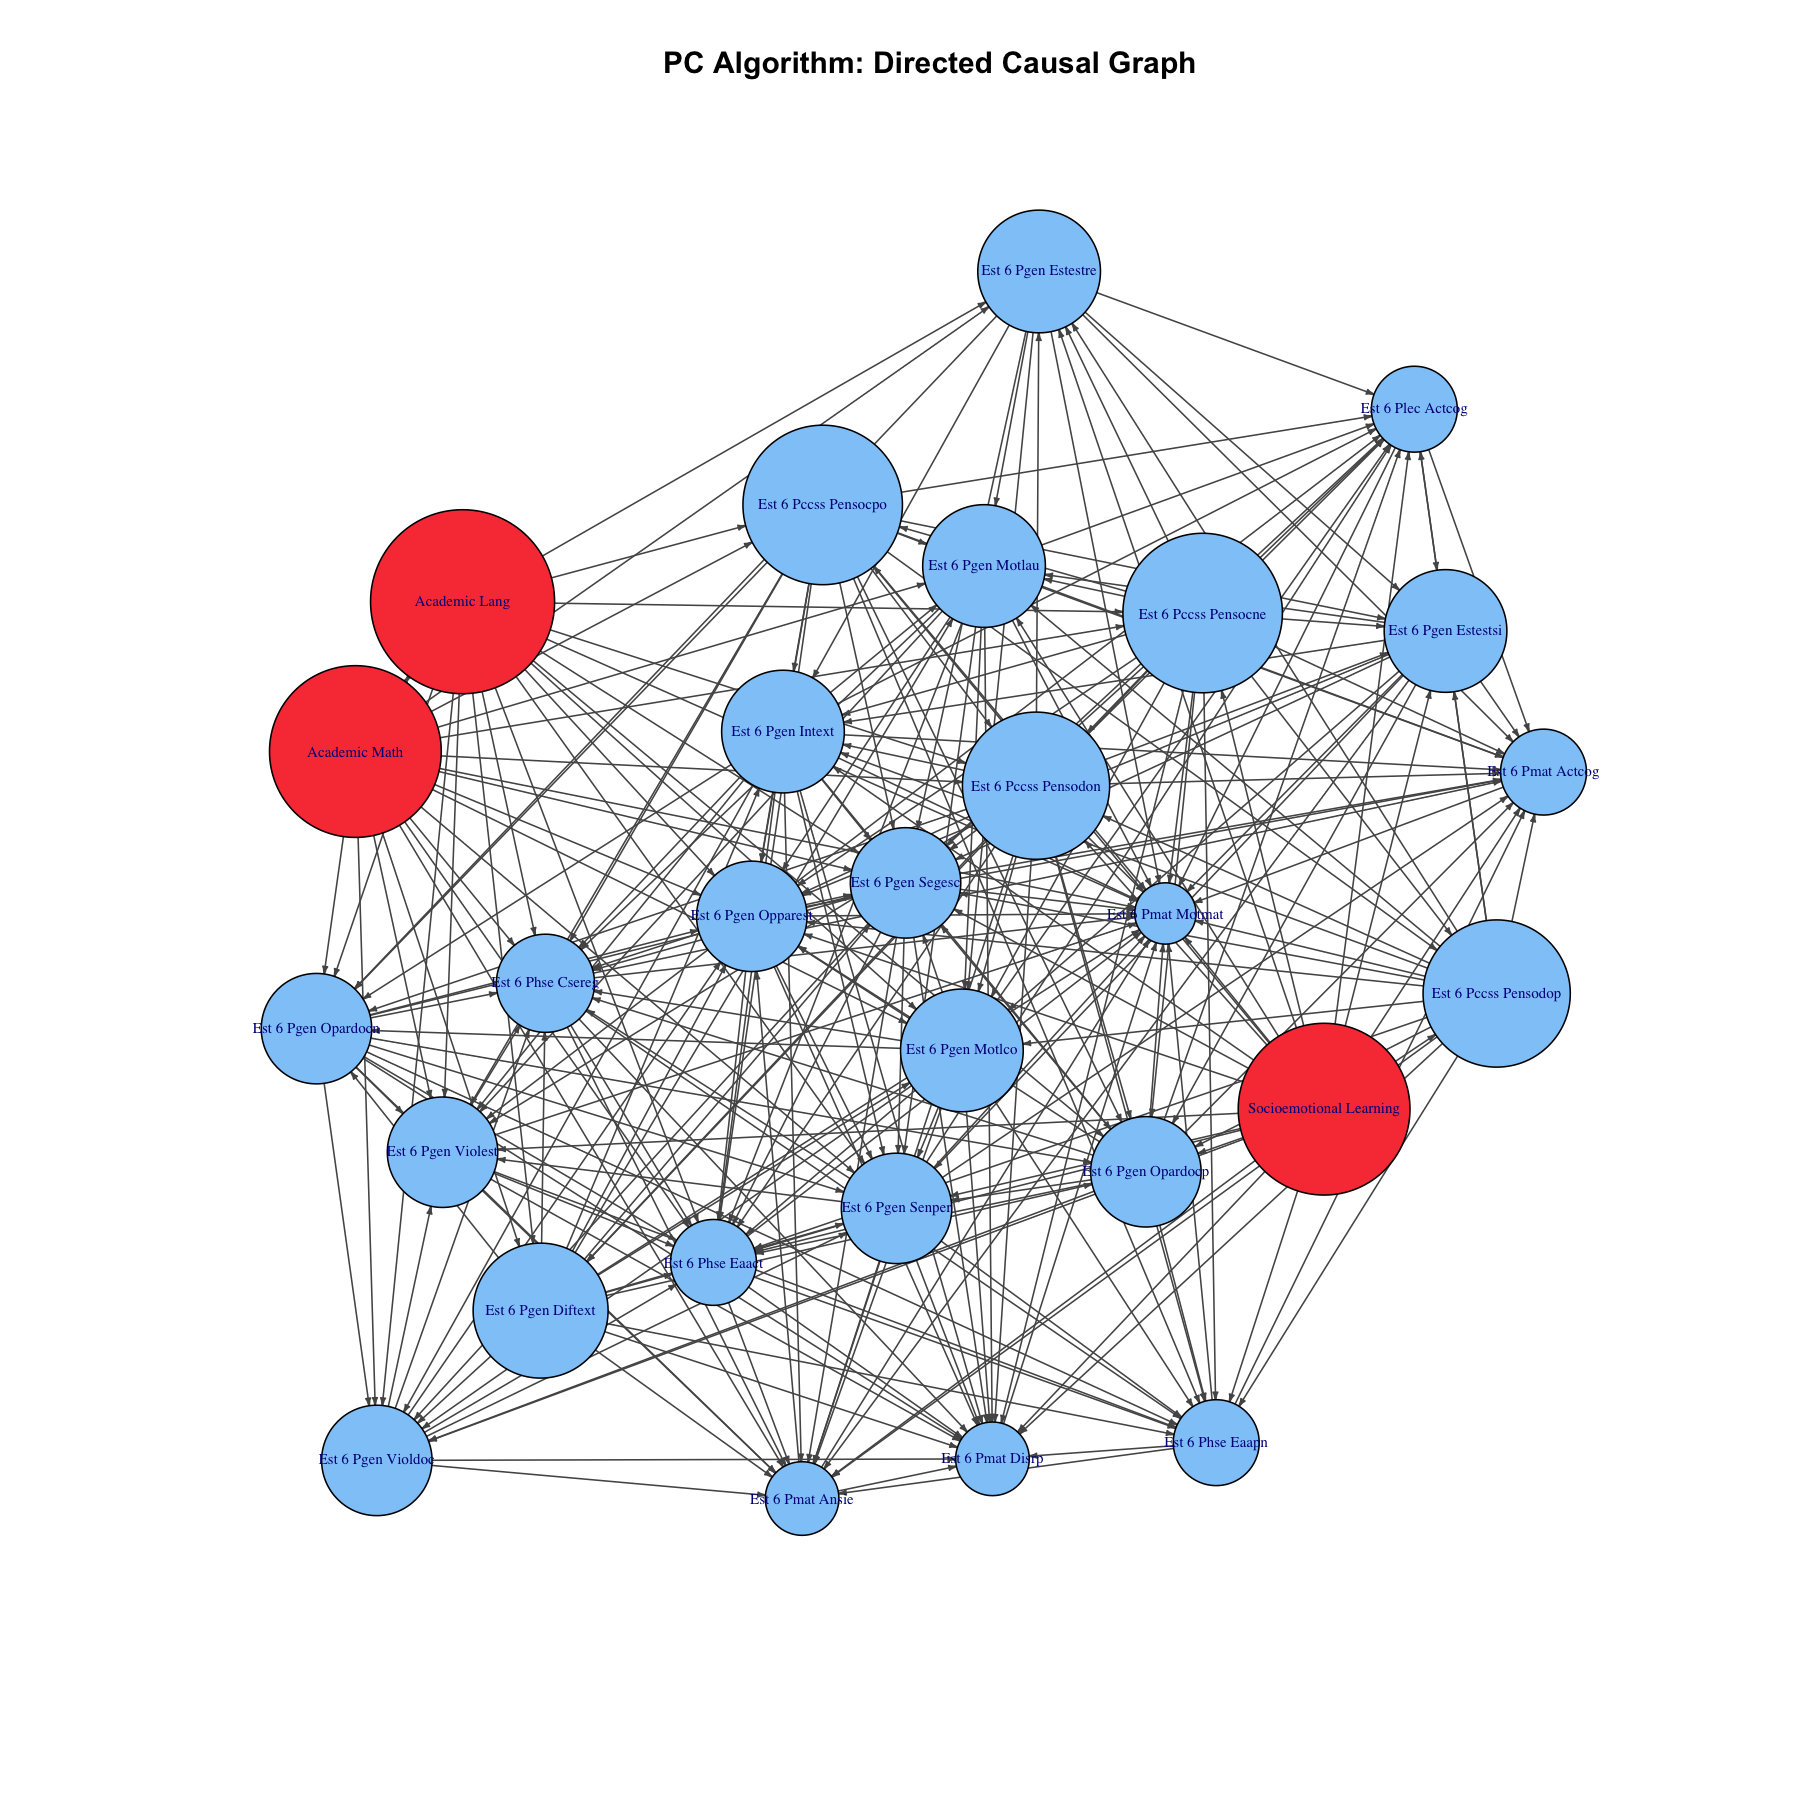 PC Algorithm: Directed Causal Graph
Est 6 Pgen Estestre
Est 6 Plec Actcog
Est 6 Pccss Pensocpo
Est 6 Pgen Motlau
Academic Lang
Est 6 Pccss Pensocne
Est 6 Pgen Estestsi
Est 6 Pgen Intext
Academic Math
Est 6 Pmat Actcog
Est 6 Pccss Pensodon
Est 6 Pgen Segesc
Est 6 Pgen Opparest
Est 6 Pmat Motmat
Est 6 Phse Csereg
Est 6 Pccss Pensodop
Est 6 Pgen Opardocn
Est 6 Pgen Motlco
Socioemotional Learning
Est 6 Pgen Violest
Est 6 Pgen Opardocp
Est 6 Pgen Senper
Est 6 Phse Eaact
Est 6 Pgen Diftext
Est 6 Phse Eaapn
Est 6 Pgen Violdoc
Est 6 Pmat Disrp
Est 6 Pmat Ansie